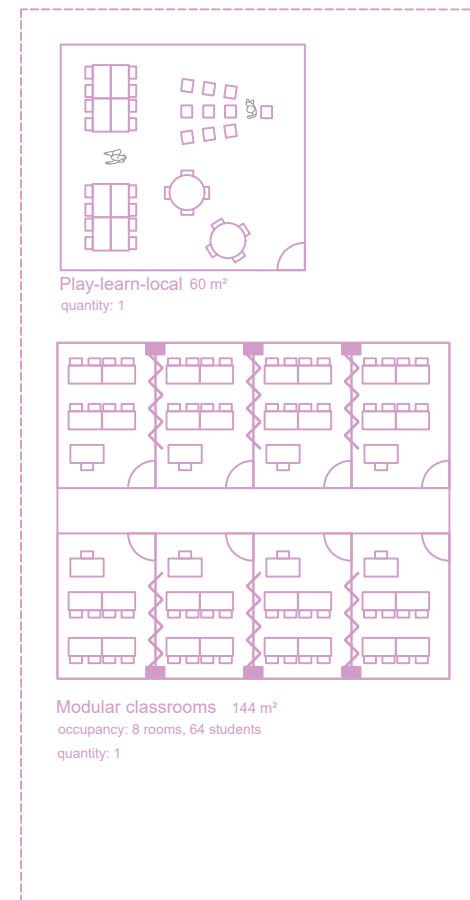 Play-learn-local 60 m²
quantity: 1
Modular classrooms 144 m²
occupancy: 8 rooms, 64 students
quantity: 1